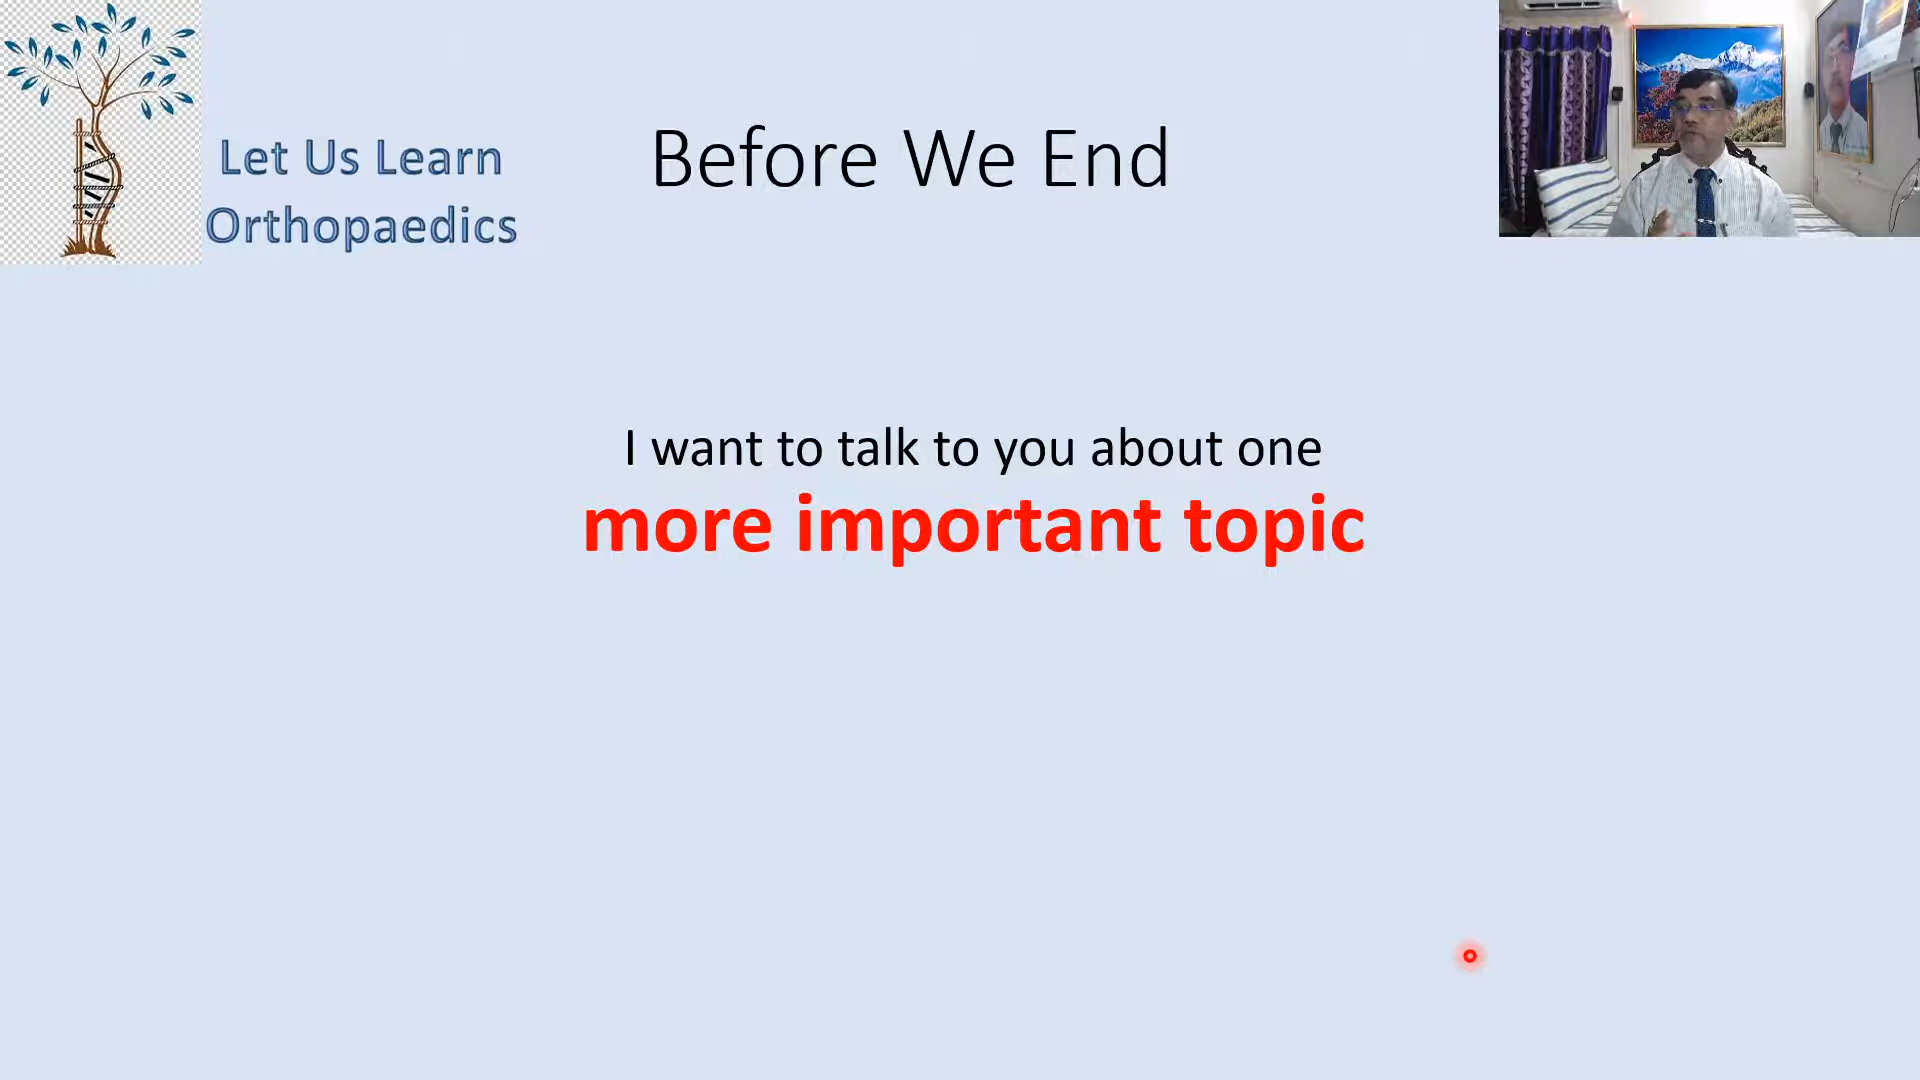 Let Us Learn
Orthopaedics
Before We End
I want to talk to you about one
more important topic